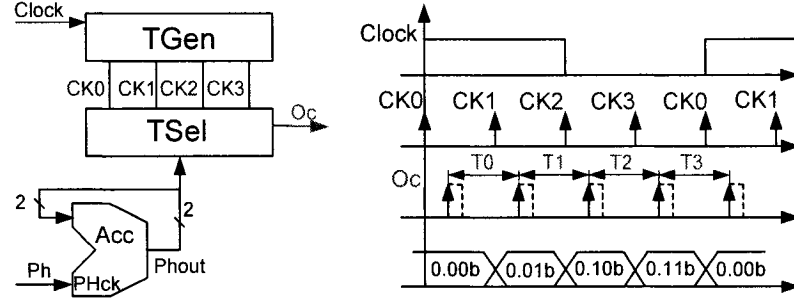 Clock
TGen
CK0 CK1 CK2 CK3
TSel
Oc
2
2
Acc
Ph
PHck
Phout
Clock
CK0 CK1 CK2 CK3 CK0 CK1
T0 T1 T2 T3
Oc
0.00b 0.01b 0.10b 0.11b 0.00b